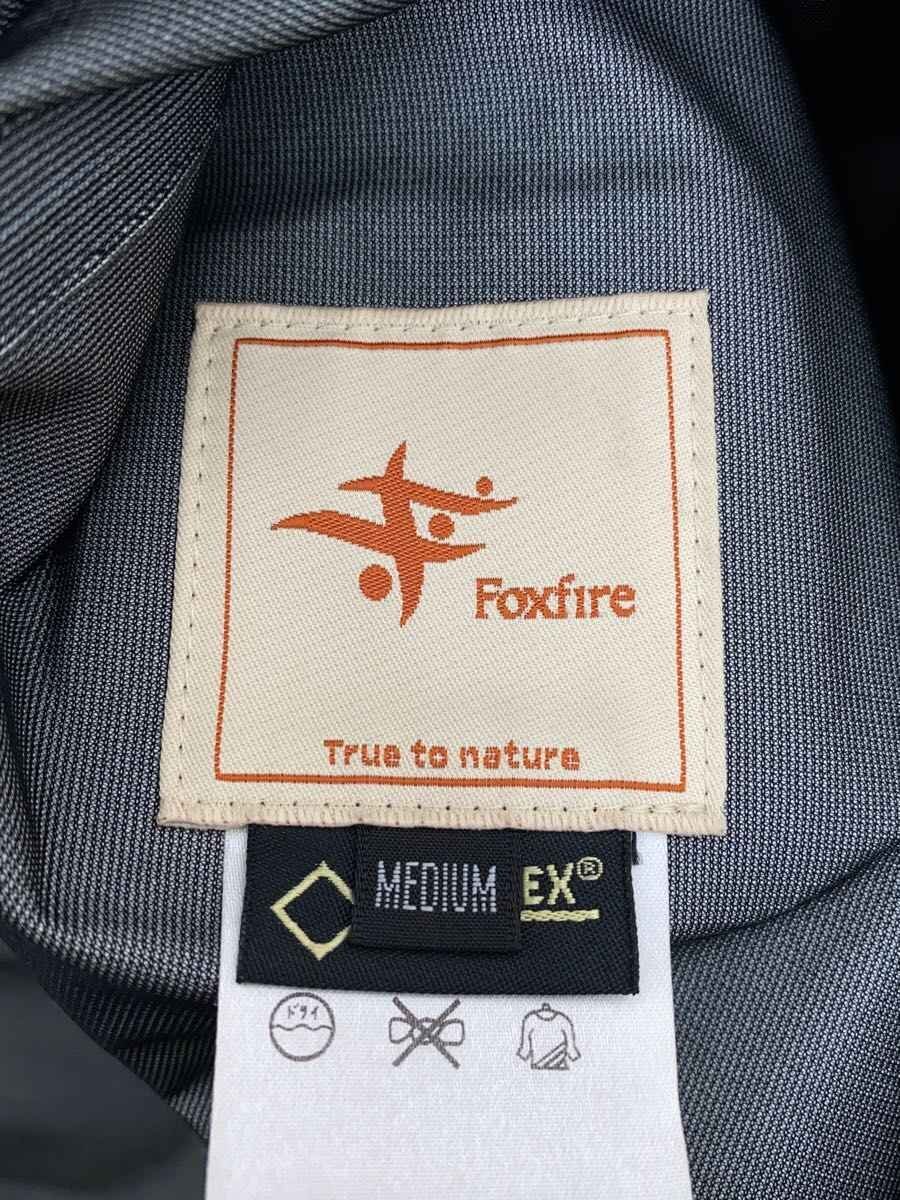 Foxfire
True to nature
MEDIUM
EX®
ドライ